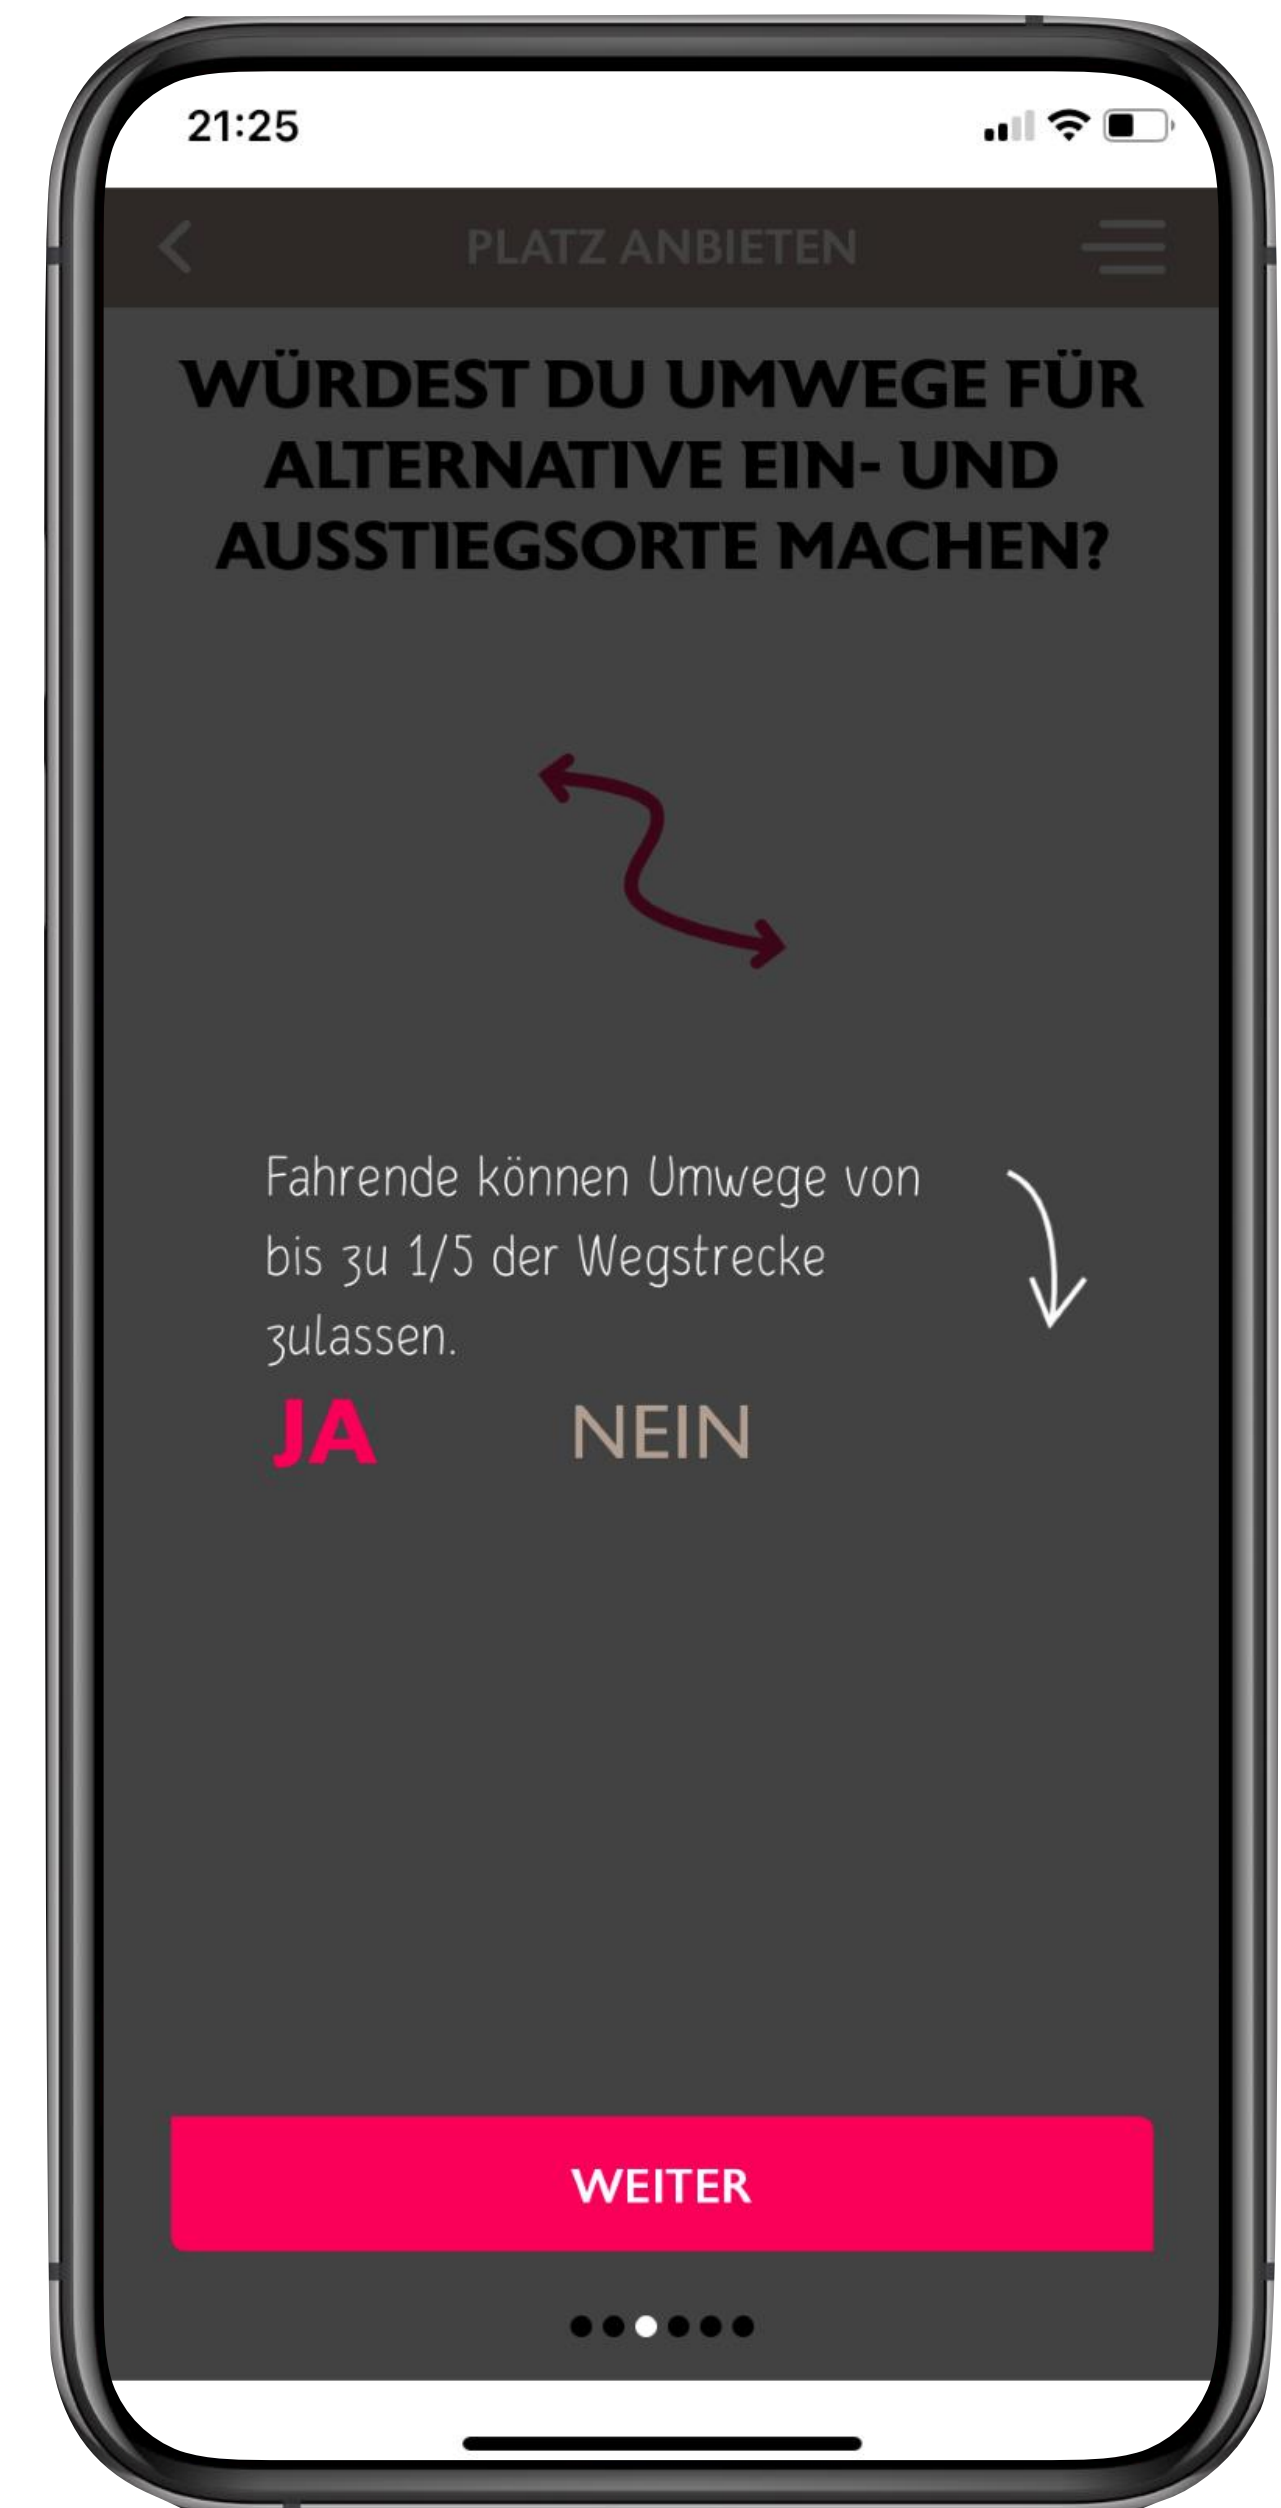 21:25
PLATZ ANBIETEN
WÜRDEST DU UMWEGE FÜR
ALTERNATIVE EIN- UND
AUSSTIEGSORTE MACHEN?
Fahrende können Umwege von
bis zu 1/5 der Wegstrecke
zulassen.
JA NEIN
WEITER